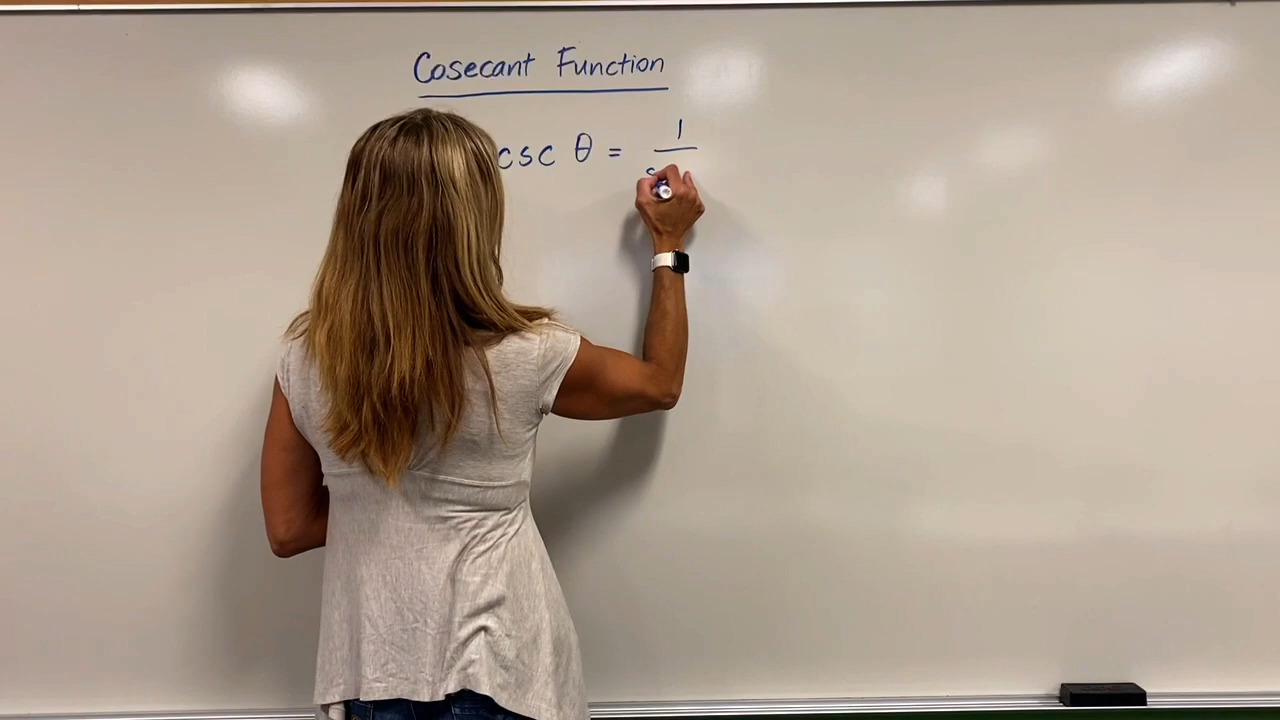 Cosecant Function
csc θ = 1
s